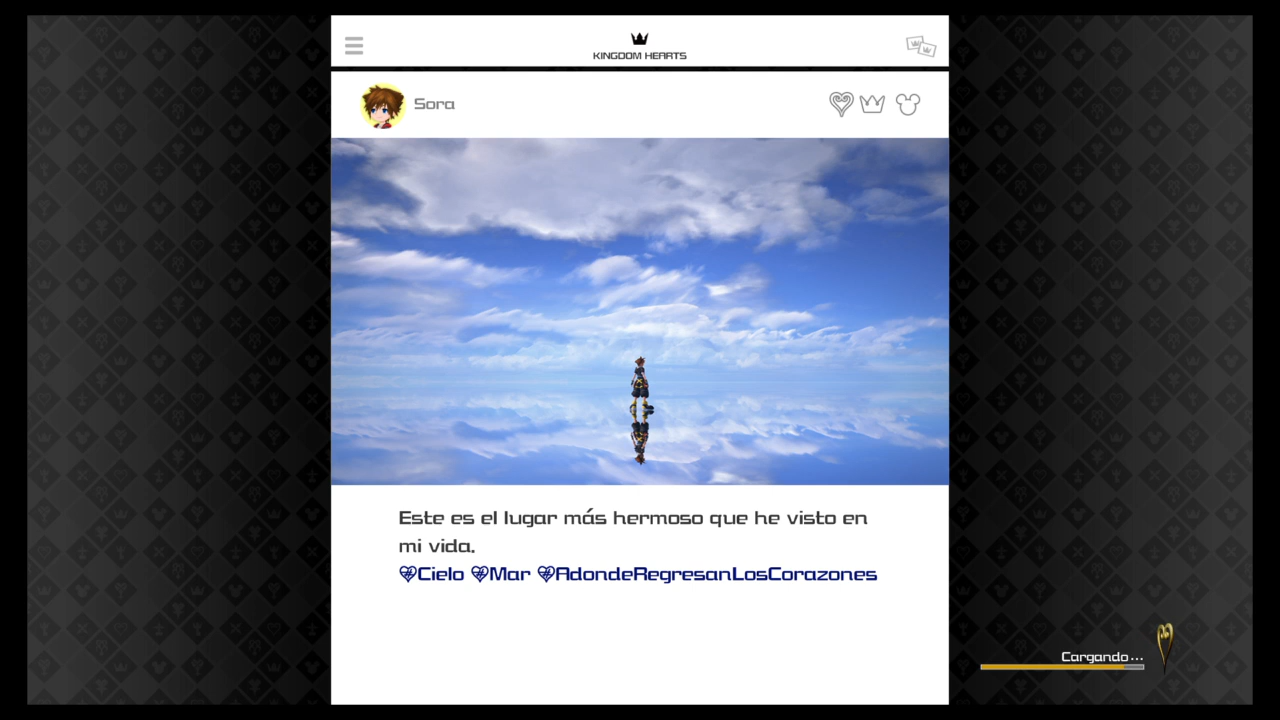 KINGDOM HEARTS
Sora
Este es el lugar más hermoso que he visto en
mi vida.
#Cielo #Mar #AdondeRegresanLosCorazones
Cargando...